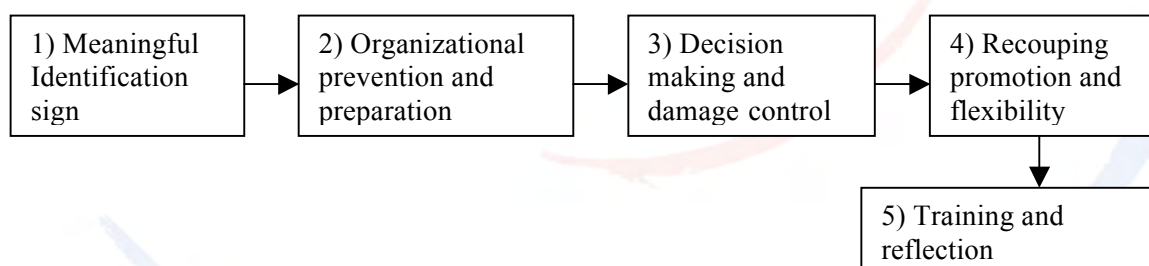 1) Meaningful
Identification
sign
2) Organizational
prevention and
preparation
3) Decision
making and
damage control
4) Recouping
promotion and
flexibility
5) Training and
reflection